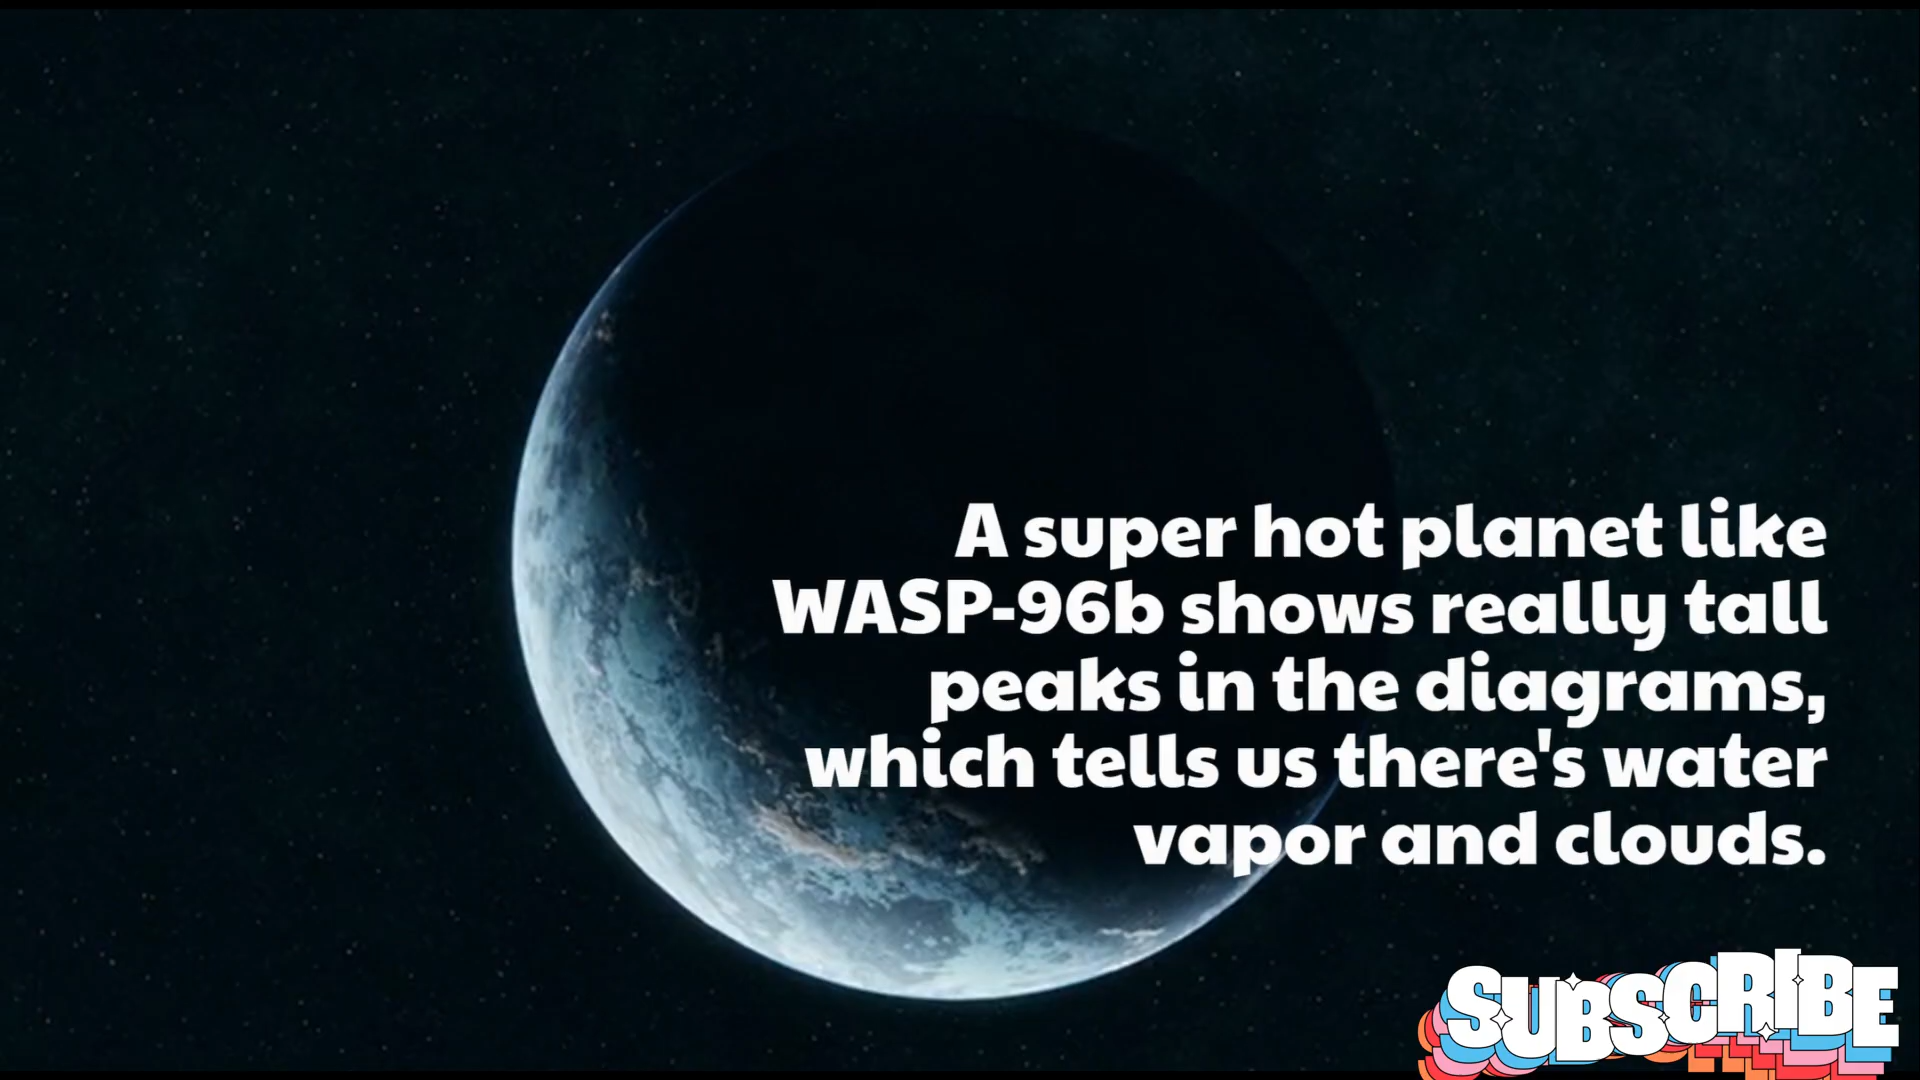 A super hot planet like
WASP-96b shows really tall
peaks in the diagrams,
which tells us there's water
vapor and clouds.
SUBSCRIBE